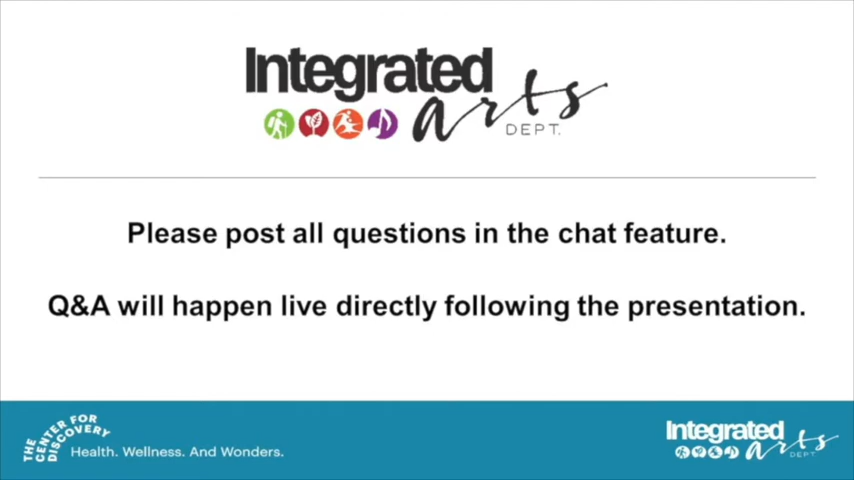 Integrated
arts
DEPT.
Please post all questions in the chat feature.
Q&A will happen live directly following the presentation.
THE
CENTER FOR
DISCOVERY
Health. Wellness. And Wonders.
Integrated
arts
DEPT.